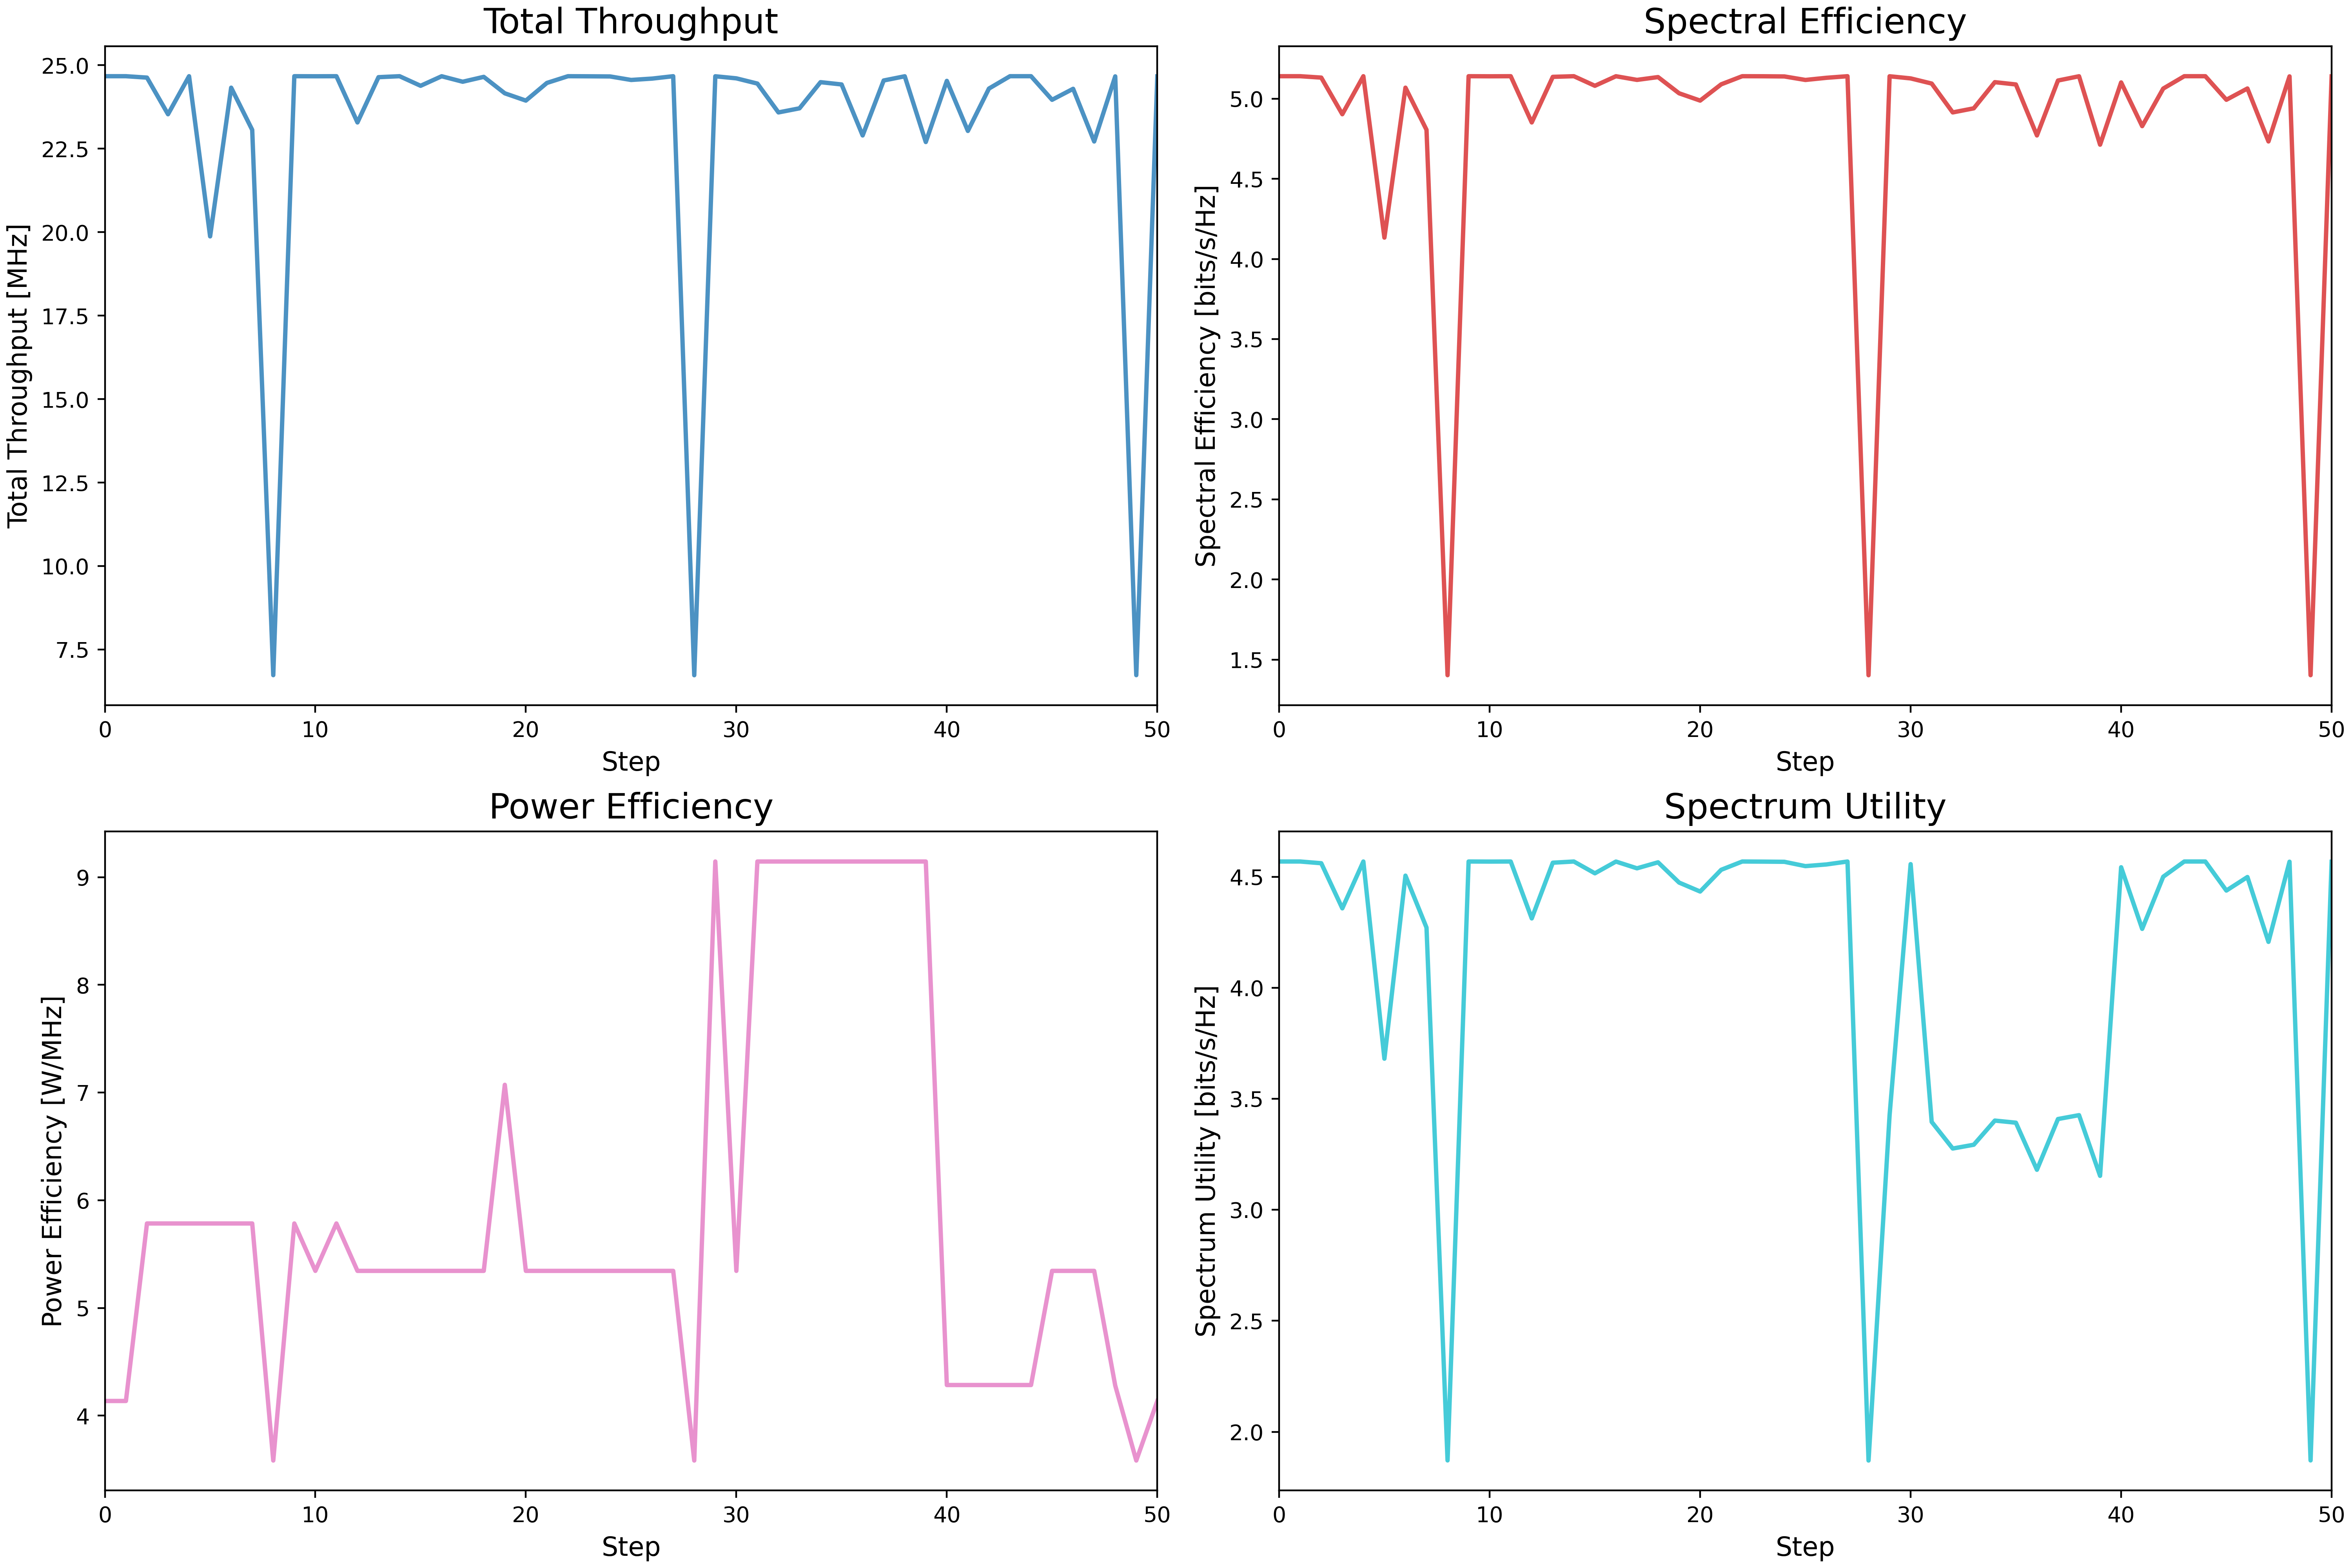 Total Throughput
Total Throughput [MHz]
25.0
22.5
20.0
17.5
15.0
12.5
10.0
7.5
0 10 20 30 40 50
Step
Spectral Efficiency
Spectral Efficiency [bits/s/Hz]
5.0
4.5
4.0
3.5
3.0
2.5
2.0
1.5
0 10 20 30 40 50
Step
Power Efficiency
Power Efficiency [W/MHz]
9
8
7
6
5
4
0 10 20 30 40 50
Step
Spectrum Utility
Spectrum Utility [bits/s/Hz]
4.5
4.0
3.5
3.0
2.5
2.0
0 10 20 30 40 50
Step